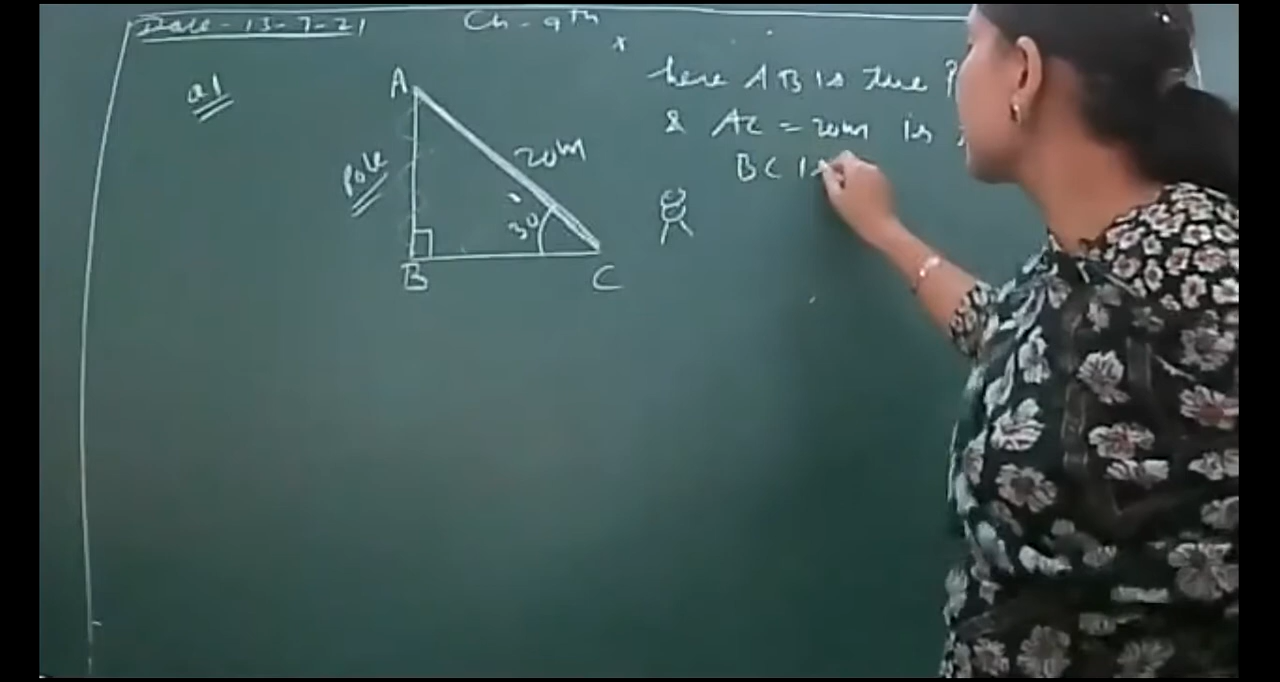 Date - 13-7-21
Ch - 9th
Q1
A
Pole
20m
30
B
C
here AB is the P
& AC = 20m is
BC is